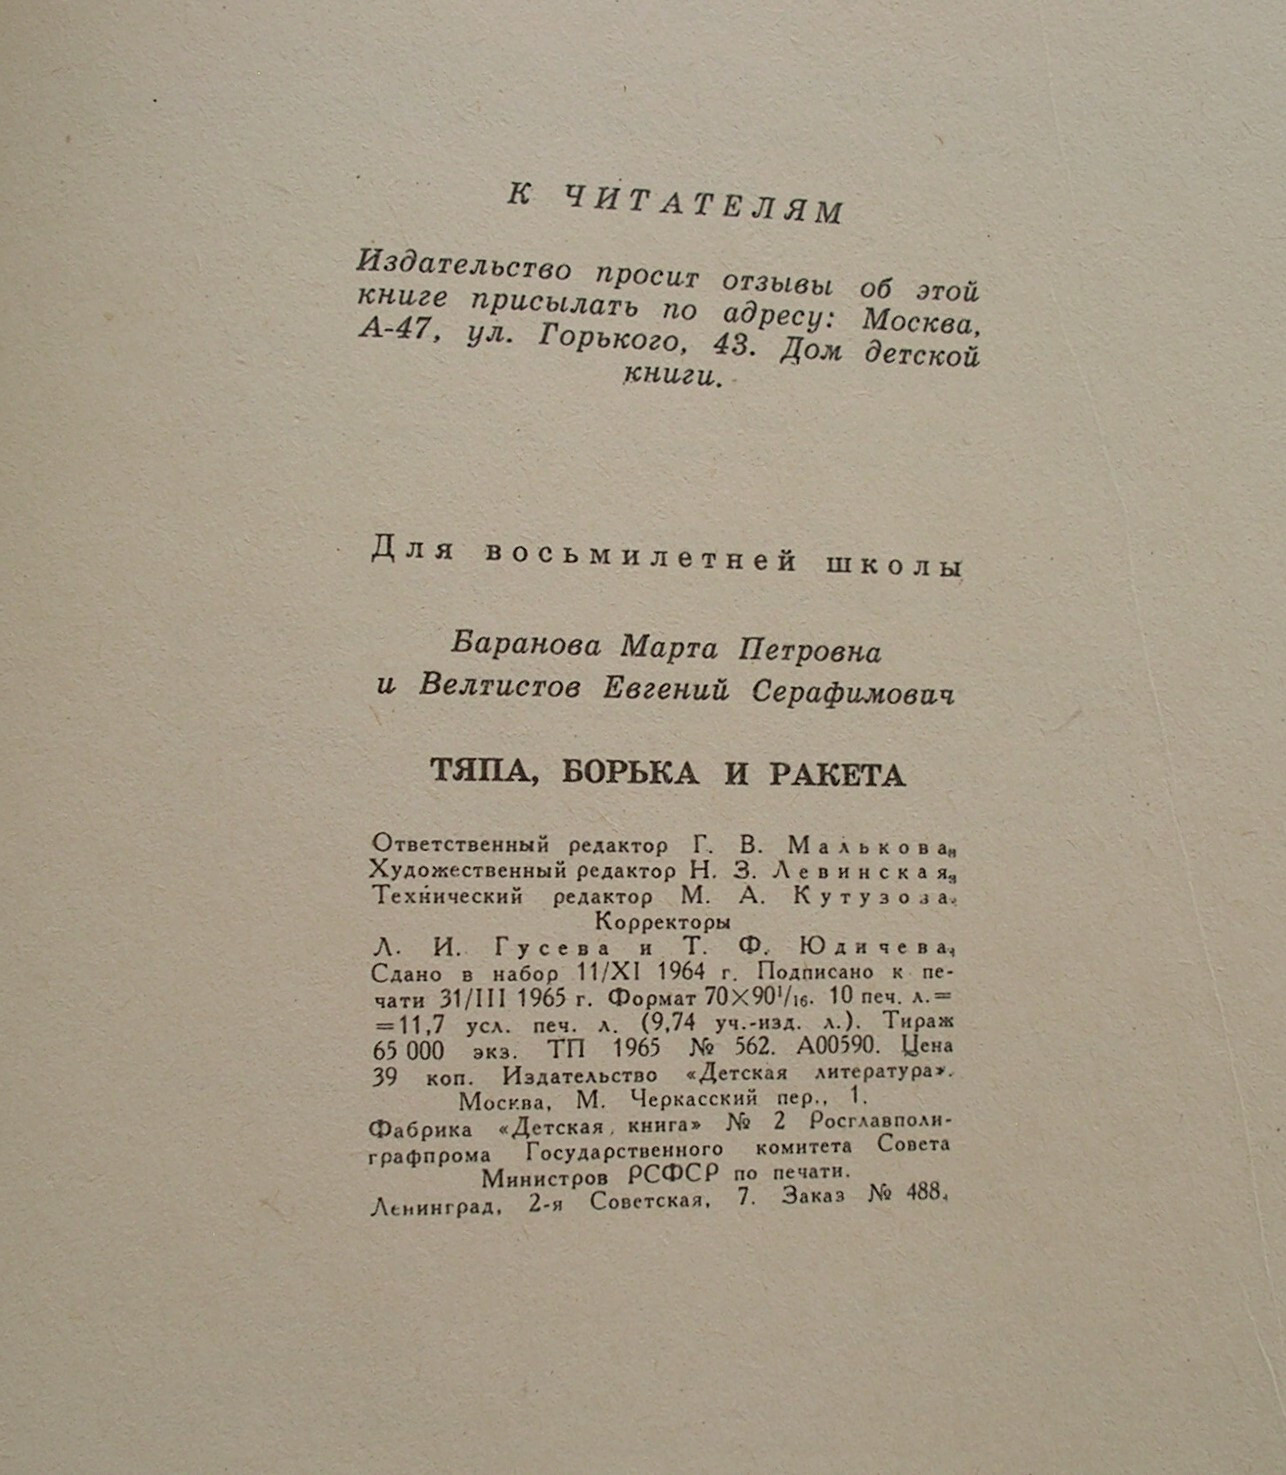 К ЧИТАТЕЛЯМ
Издательство просит отзывы об этой
книге присылать по адресу: Москва,
А-47, ул. Горького, 43. Дом детской
книги.
Для восьмилетней школы
Баранова Марта Петровна
и Велтистов Евгений Серафимович
ТЯПА, БОРЬКА И РАКЕТА
Ответственный редактор Г. В. Малькова.
Художественный редактор Н. З. Левинская.
Технический редактор М. А. Кутузова.
Корректоры
Л. И. Гусева и Т. Ф. Юдичева.
Сдано в набор 11/XI 1964 г. Подписано к пе-
чати 31/III 1965 г. Формат 70×90¹/₁₆. 10 печ. л.=
=11,7 усл. печ. л. (9,74 уч.-изд. л.). Тираж
65 000 экз. ТП 1965 № 562. А00590. Цена
39 коп. Издательство «Детская литература».
Москва, М. Черкасский пер., 1.
Фабрика «Детская книга» № 2 Росглавполи-
графпрома Государственного комитета Совета
Министров РСФСР по печати.
Ленинград, 2-я Советская, 7. Заказ № 488.